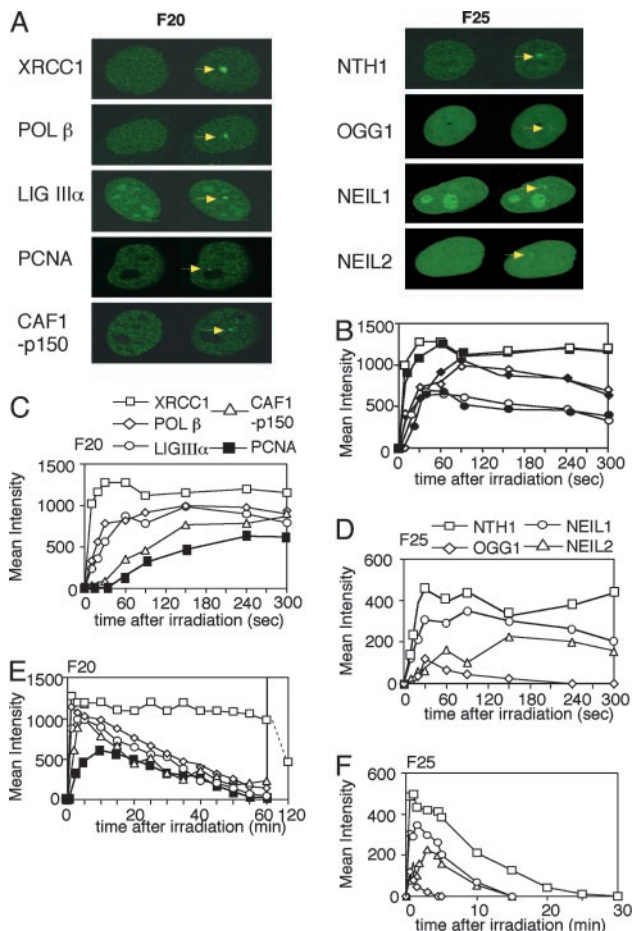 A
F20
XRCC1
POL β
LIG IIIα
PCNA
CAF1
-p150
F25
NTH1
OGG1
NEIL1
NEIL2
B
1500
1000
500
0
Mean Intensity
0 60 120 180 240 300
time after irradiation (sec)
C
XRCC1
CAF1
-p150
POL β
LIGIIIα
PCNA
F20
1500
1000
500
0
Mean Intensity
0 60 120 180 240 300
time after irradiation (sec)
D
NTH1
NEIL1
OGG1
NEIL2
F25
600
400
200
0
Mean Intensity
0 60 120 180 240 300
time after irradiation (sec)
E
F20
1500
1000
500
0
Mean Intensity
0 20 40 60 120
time after irradiation (min)
F
F25
600
400
200
0
Mean Intensity
0 10 20 30
time after irradiation (min)